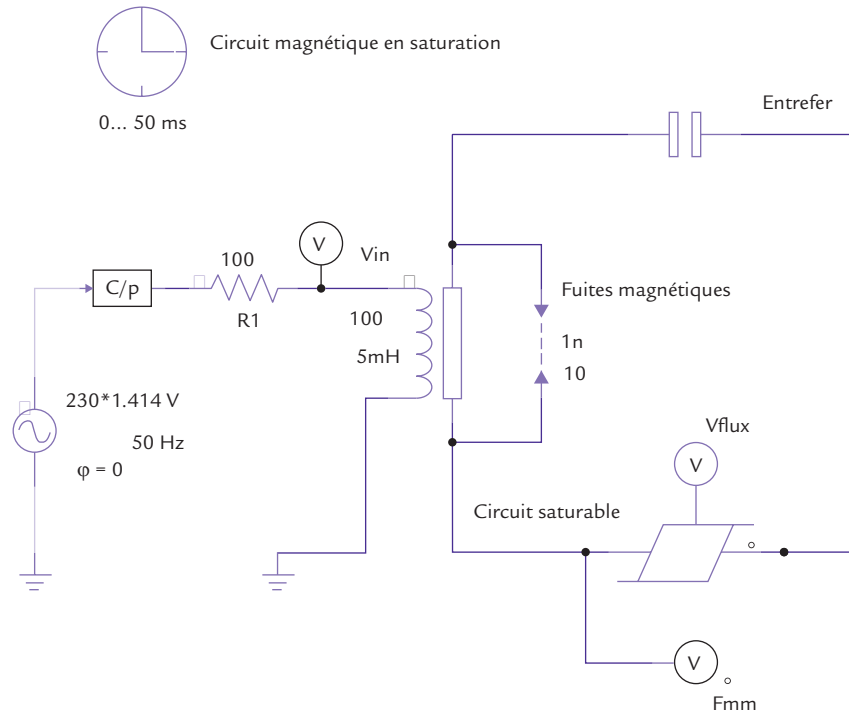 Circuit magnétique en saturation
0... 50 ms
Entrefer
V
Vin
100
C/p
R1
100
5mH
Fuites magnétiques
1n
10
230*1.414 V
50 Hz
φ = 0
Vflux
V
Circuit saturable
V
Fmm